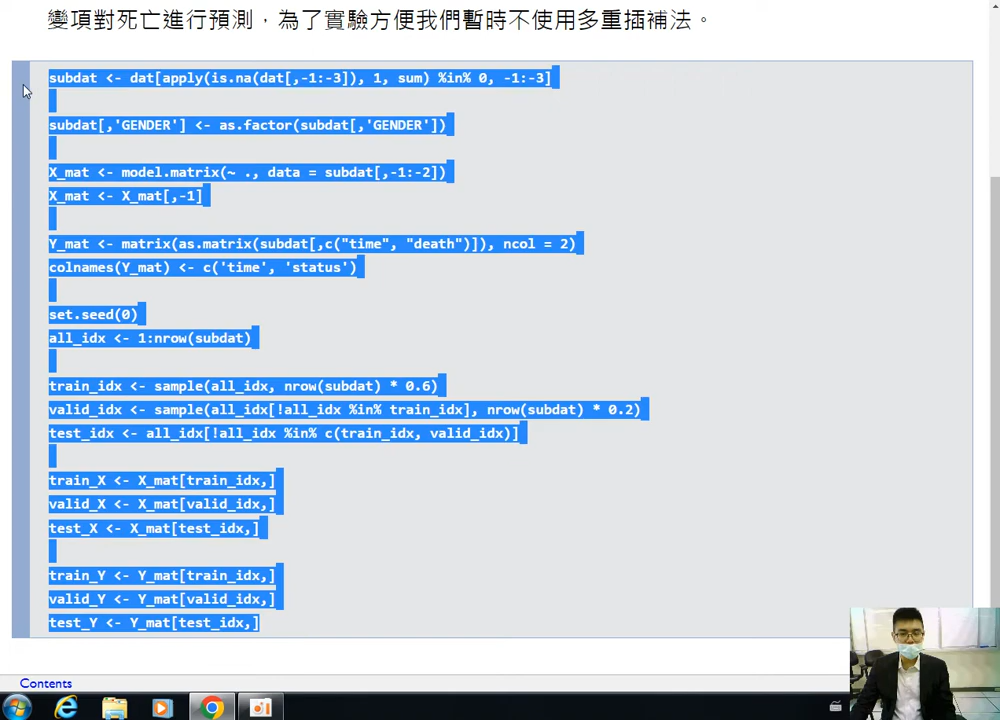 變項對死亡進行預測，為了實驗方便我們暫時不使用多重插補法。
subdat <- dat[apply(is.na(dat[,-1:-3]), 1, sum) %in% 0, -1:-3]
subdat[,'GENDER'] <- as.factor(subdat[,'GENDER'])
X_mat <- model.matrix(~ ., data = subdat[,-1:-2])
X_mat <- X_mat[,-1]
Y_mat <- matrix(as.matrix(subdat[,c("time", "death")]), ncol = 2)
colnames(Y_mat) <- c('time', 'status')
set.seed(0)
all_idx <- 1:nrow(subdat)
train_idx <- sample(all_idx, nrow(subdat) * 0.6)
valid_idx <- sample(all_idx[!all_idx %in% train_idx], nrow(subdat) * 0.2)
test_idx <- all_idx[!all_idx %in% c(train_idx, valid_idx)]
train_X <- X_mat[train_idx,]
valid_X <- X_mat[valid_idx,]
test_X <- X_mat[test_idx,]
train_Y <- Y_mat[train_idx,]
valid_Y <- Y_mat[valid_idx,]
test_Y <- Y_mat[test_idx,]
Contents